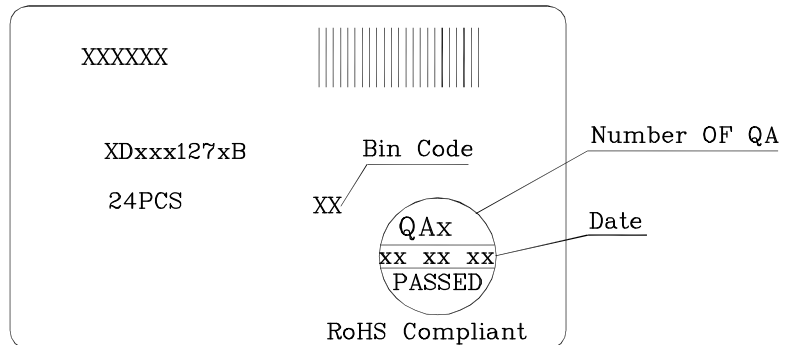 XXXXXX
Number OF QA
XDxxx127xB
Bin Code
24PCS
XX
QAx
Date
xx xx xx
PASSED
RoHS Compliant